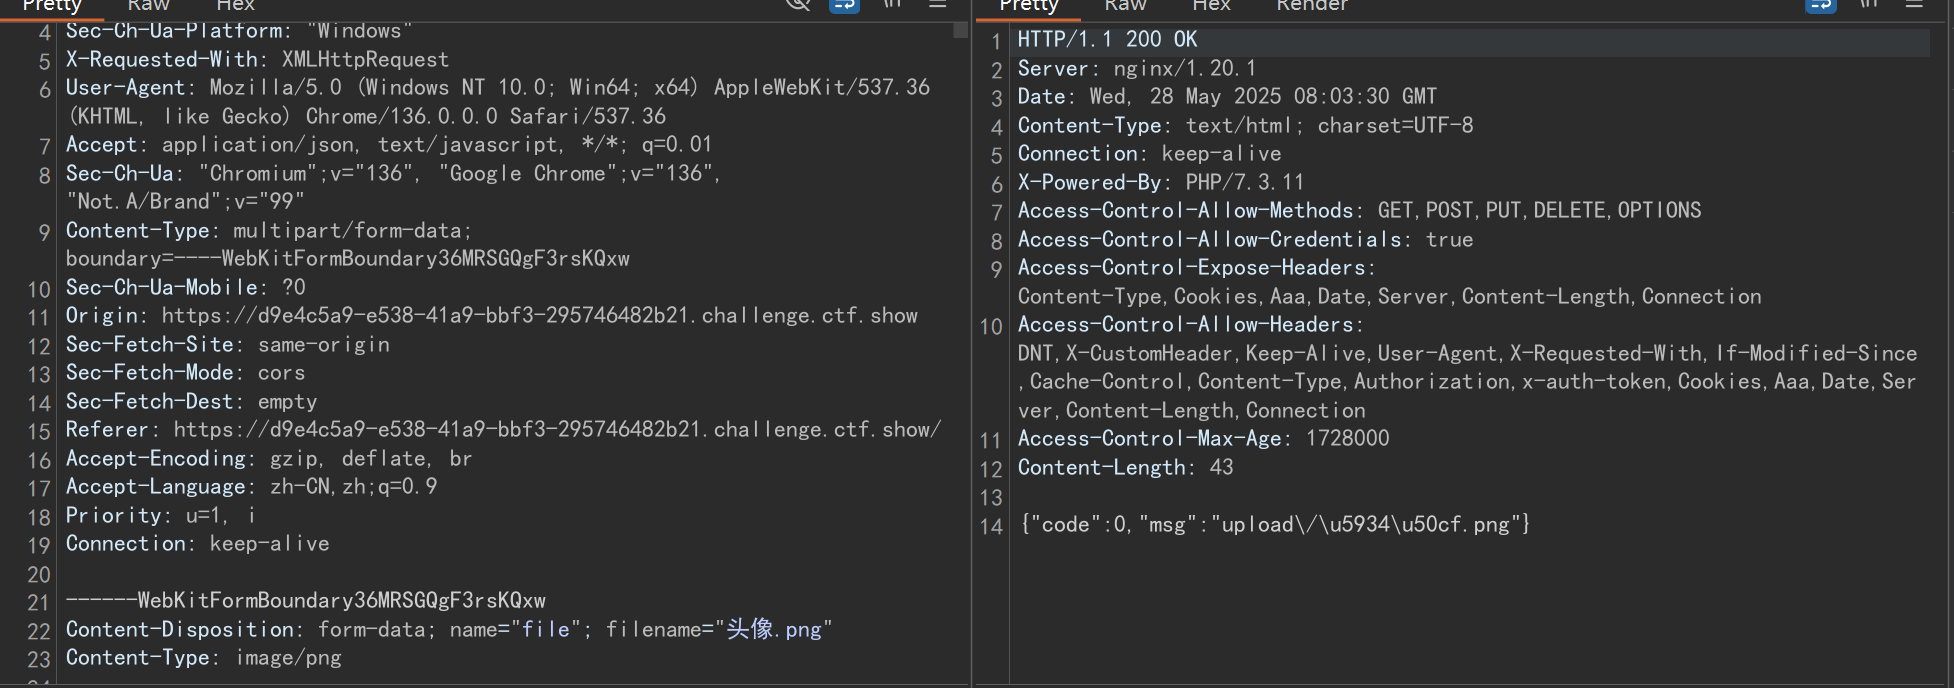 Pretty Raw Hex \n
4 Sec-Ch-Ua-Platform: "Windows"
5 X-Requested-With: XMLHttpRequest
6 User-Agent: Mozilla/5.0 (Windows NT 10.0; Win64; x64) AppleWebKit/537.36
(KHTML, like Gecko) Chrome/136.0.0.0 Safari/537.36
7 Accept: application/json, text/javascript, */*; q=0.01
8 Sec-Ch-Ua: "Chromium";v="136", "Google Chrome";v="136",
"Not.A/Brand";v="99"
9 Content-Type: multipart/form-data;
boundary=----WebKitFormBoundary36MRSGQgF3rsKQxw
10 Sec-Ch-Ua-Mobile: ?0
11 Origin: https://d9e4c5a9-e538-41a9-bbf3-295746482b21.challenge.ctf.show
12 Sec-Fetch-Site: same-origin
13 Sec-Fetch-Mode: cors
14 Sec-Fetch-Dest: empty
15 Referer: https://d9e4c5a9-e538-41a9-bbf3-295746482b21.challenge.ctf.show/
16 Accept-Encoding: gzip, deflate, br
17 Accept-Language: zh-CN,zh;q=0.9
18 Priority: u=1, i
19 Connection: keep-alive
20
21 ------WebKitFormBoundary36MRSGQgF3rsKQxw
22 Content-Disposition: form-data; name="file"; filename="头像.png"
23 Content-Type: image/png
Pretty Raw Hex Render \n
1 HTTP/1.1 200 OK
2 Server: nginx/1.20.1
3 Date: Wed, 28 May 2025 08:03:30 GMT
4 Content-Type: text/html; charset=UTF-8
5 Connection: keep-alive
6 X-Powered-By: PHP/7.3.11
7 Access-Control-Allow-Methods: GET,POST,PUT,DELETE,OPTIONS
8 Access-Control-Allow-Credentials: true
9 Access-Control-Expose-Headers:
Content-Type,Cookies,Aaa,Date,Server,Content-Length,Connection
10 Access-Control-Allow-Headers:
DNT,X-CustomHeader,Keep-Alive,User-Agent,X-Requested-With,If-Modified-Since
,Cache-Control,Content-Type,Authorization,x-auth-token,Cookies,Aaa,Date,Ser
ver,Content-Length,Connection
11 Access-Control-Max-Age: 1728000
12 Content-Length: 43
13
14 {"code":0,"msg":"upload\/\u5934\u50cf.png"}